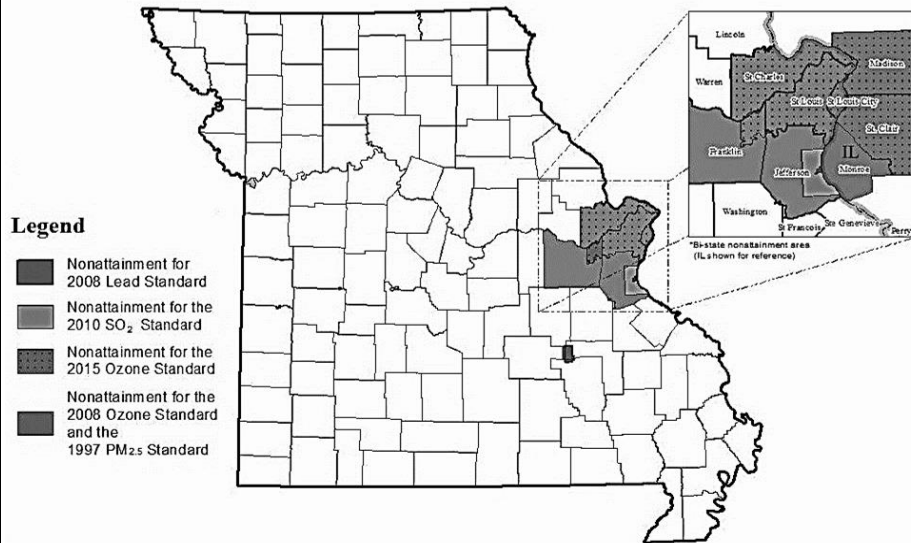 Legend
Nonattainment for
2008 Lead Standard
Nonattainment for the
2010 SO₂ Standard
Nonattainment for the
2015 Ozone Standard
Nonattainment for the
2008 Ozone Standard
and the
1997 PM2.5 Standard
Lincoln
Madison
Warren
St Charles
St Louis
St Louis City
St. Clair
IL
Franklin
Jefferson
Monroe
Washington
St Francois
Ste Genevieve
Perry
*Bi-state nonattainment area
(IL shown for reference)